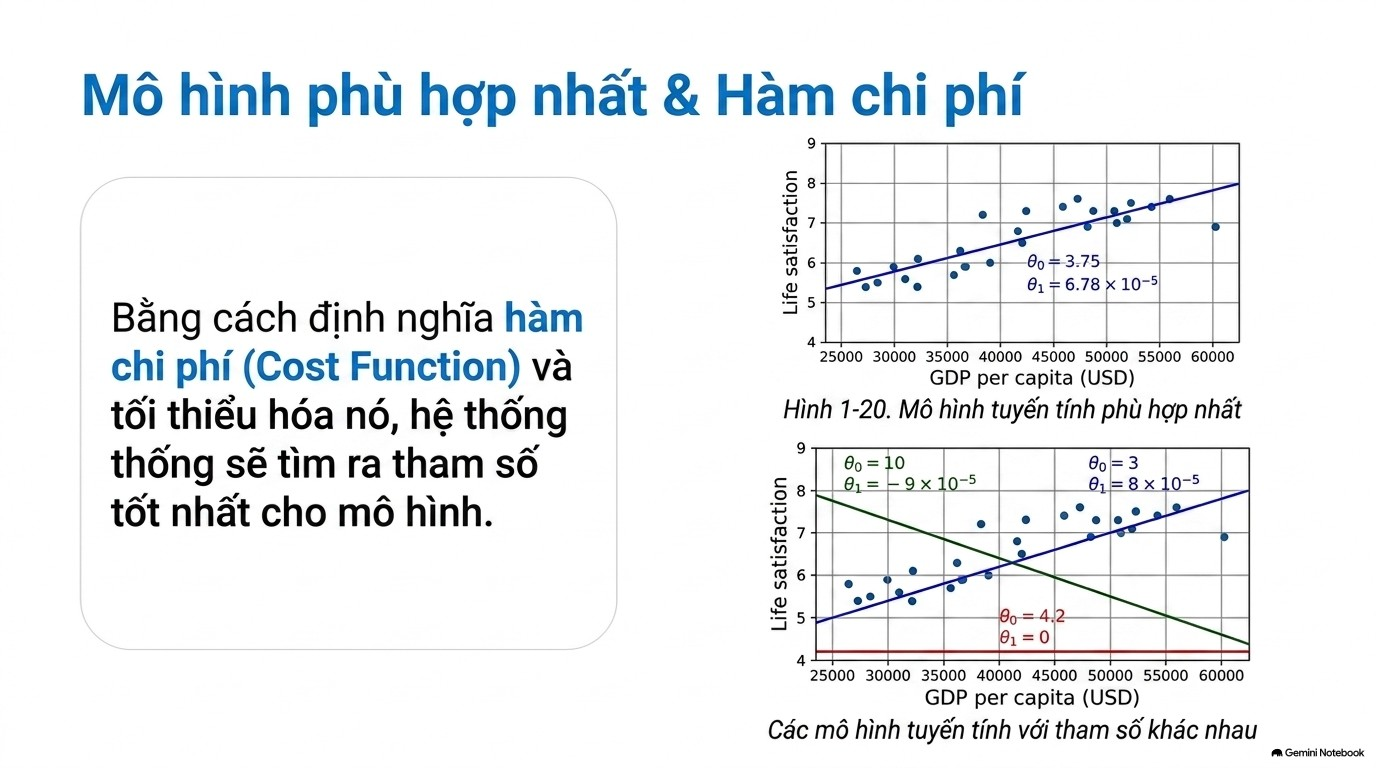 Mô hình phù hợp nhất & Hàm chi phí
Bằng cách định nghĩa hàm
chi phí (Cost Function) và
tối thiểu hóa nó, hệ thống
thống sẽ tìm ra tham số
tốt nhất cho mô hình.
9
8
7
6
5
4
Life satisfaction
θ₀ = 3.75
θ₁ = 6.78 × 10⁻⁵
25000 30000 35000 40000 45000 50000 55000 60000
GDP per capita (USD)
Hình 1-20. Mô hình tuyến tính phù hợp nhất
9
8
7
6
5
4
Life satisfaction
θ₀ = 10
θ₁ = − 9 × 10⁻⁵
θ₀ = 3
θ₁ = 8 × 10⁻⁵
θ₀ = 4.2
θ₁ = 0
25000 30000 35000 40000 45000 50000 55000 60000
GDP per capita (USD)
Các mô hình tuyến tính với tham số khác nhau
Gemini Notebook